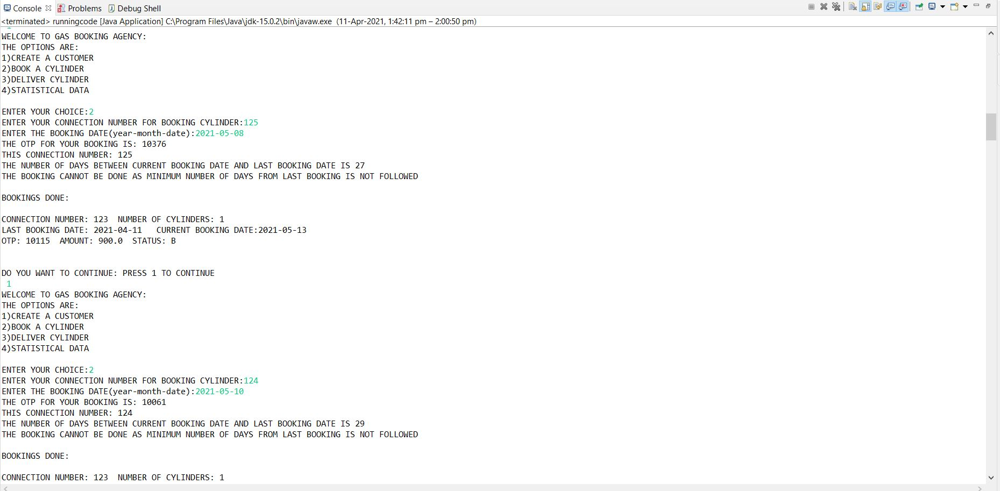 Console Problems Debug Shell
<terminated> runningcode [Java Application] C:\Program Files\Java\jdk-15.0.2\bin\javaw.exe (11-Apr-2021, 1:42:11 pm – 2:00:50 pm)
WELCOME TO GAS BOOKING AGENCY:
THE OPTIONS ARE:
1)CREATE A CUSTOMER
2)BOOK A CYLINDER
3)DELIVER CYLINDER
4)STATISTICAL DATA
ENTER YOUR CHOICE:2
ENTER YOUR CONNECTION NUMBER FOR BOOKING CYLINDER:125
ENTER THE BOOKING DATE(year-month-date):2021-05-08
THE OTP FOR YOUR BOOKING IS: 10376
THIS CONNECTION NUMBER: 125
THE NUMBER OF DAYS BETWEEN CURRENT BOOKING DATE AND LAST BOOKING DATE IS 27
THE BOOKING CANNOT BE DONE AS MINIMUM NUMBER OF DAYS FROM LAST BOOKING IS NOT FOLLOWED
BOOKINGS DONE:
CONNECTION NUMBER: 123  NUMBER OF CYLINDERS: 1
LAST BOOKING DATE: 2021-04-11   CURRENT BOOKING DATE:2021-05-13
OTP: 10115  AMOUNT: 900.0  STATUS: B
DO YOU WANT TO CONTINUE: PRESS 1 TO CONTINUE
1
WELCOME TO GAS BOOKING AGENCY:
THE OPTIONS ARE:
1)CREATE A CUSTOMER
2)BOOK A CYLINDER
3)DELIVER CYLINDER
4)STATISTICAL DATA
ENTER YOUR CHOICE:2
ENTER YOUR CONNECTION NUMBER FOR BOOKING CYLINDER:124
ENTER THE BOOKING DATE(year-month-date):2021-05-10
THE OTP FOR YOUR BOOKING IS: 10061
THIS CONNECTION NUMBER: 124
THE NUMBER OF DAYS BETWEEN CURRENT BOOKING DATE AND LAST BOOKING DATE IS 29
THE BOOKING CANNOT BE DONE AS MINIMUM NUMBER OF DAYS FROM LAST BOOKING IS NOT FOLLOWED
BOOKINGS DONE:
CONNECTION NUMBER: 123  NUMBER OF CYLINDERS: 1